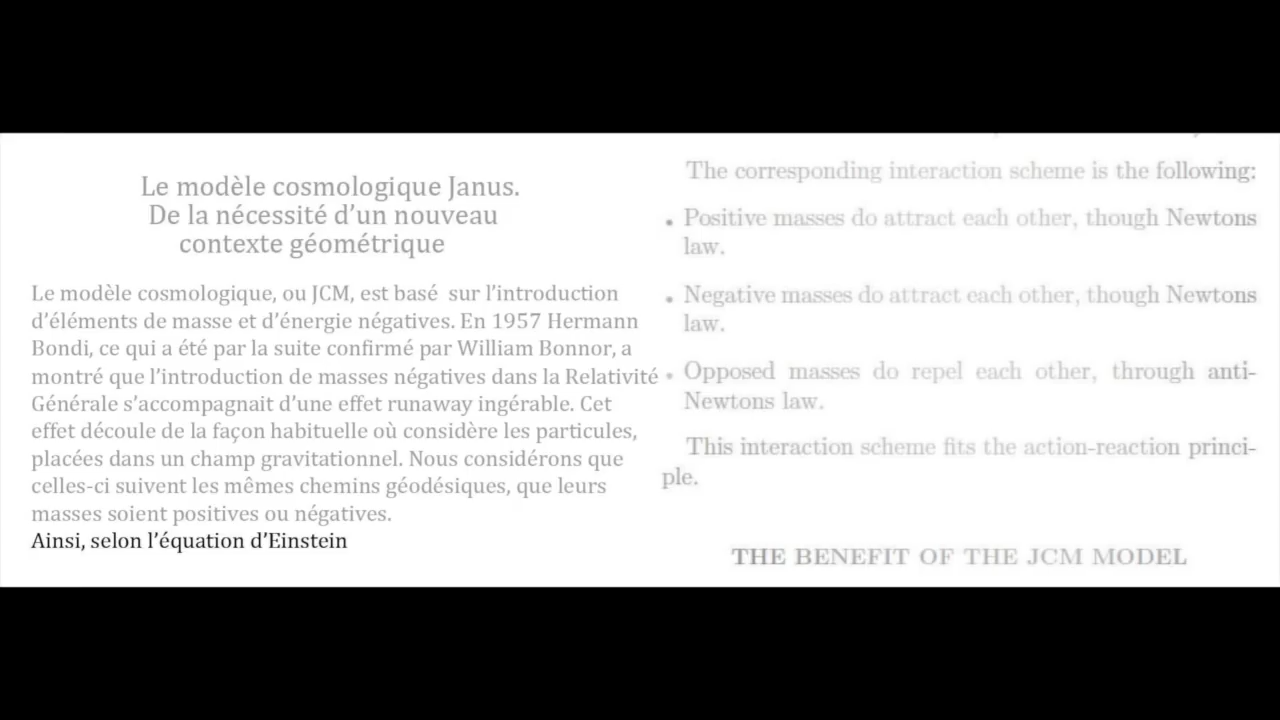 Le modèle cosmologique Janus.
De la nécessité d'un nouveau
contexte géométrique
Le modèle cosmologique, ou JCM, est basé sur l'introduction
d'éléments de masse et d'énergie négatives. En 1957 Hermann
Bondi, ce qui a été par la suite confirmé par William Bonnor, a
montré que l'introduction de masses négatives dans la Relativité
Générale s'accompagnait d'une effet runaway ingérable. Cet
effet découle de la façon habituelle où considère les particules,
placées dans un champ gravitationnel. Nous considérons que
celles-ci suivent les mêmes chemins géodésiques, que leurs
masses soient positives ou négatives.
Ainsi, selon l'équation d'Einstein
The corresponding interaction scheme is the following:
• Positive masses do attract each other, though Newtons
law.
• Negative masses do attract each other, though Newtons
law.
• Opposed masses do repel each other, through anti-
Newtons law.
This interaction scheme fits the action-reaction princi-
ple.
THE BENEFIT OF THE JCM MODEL